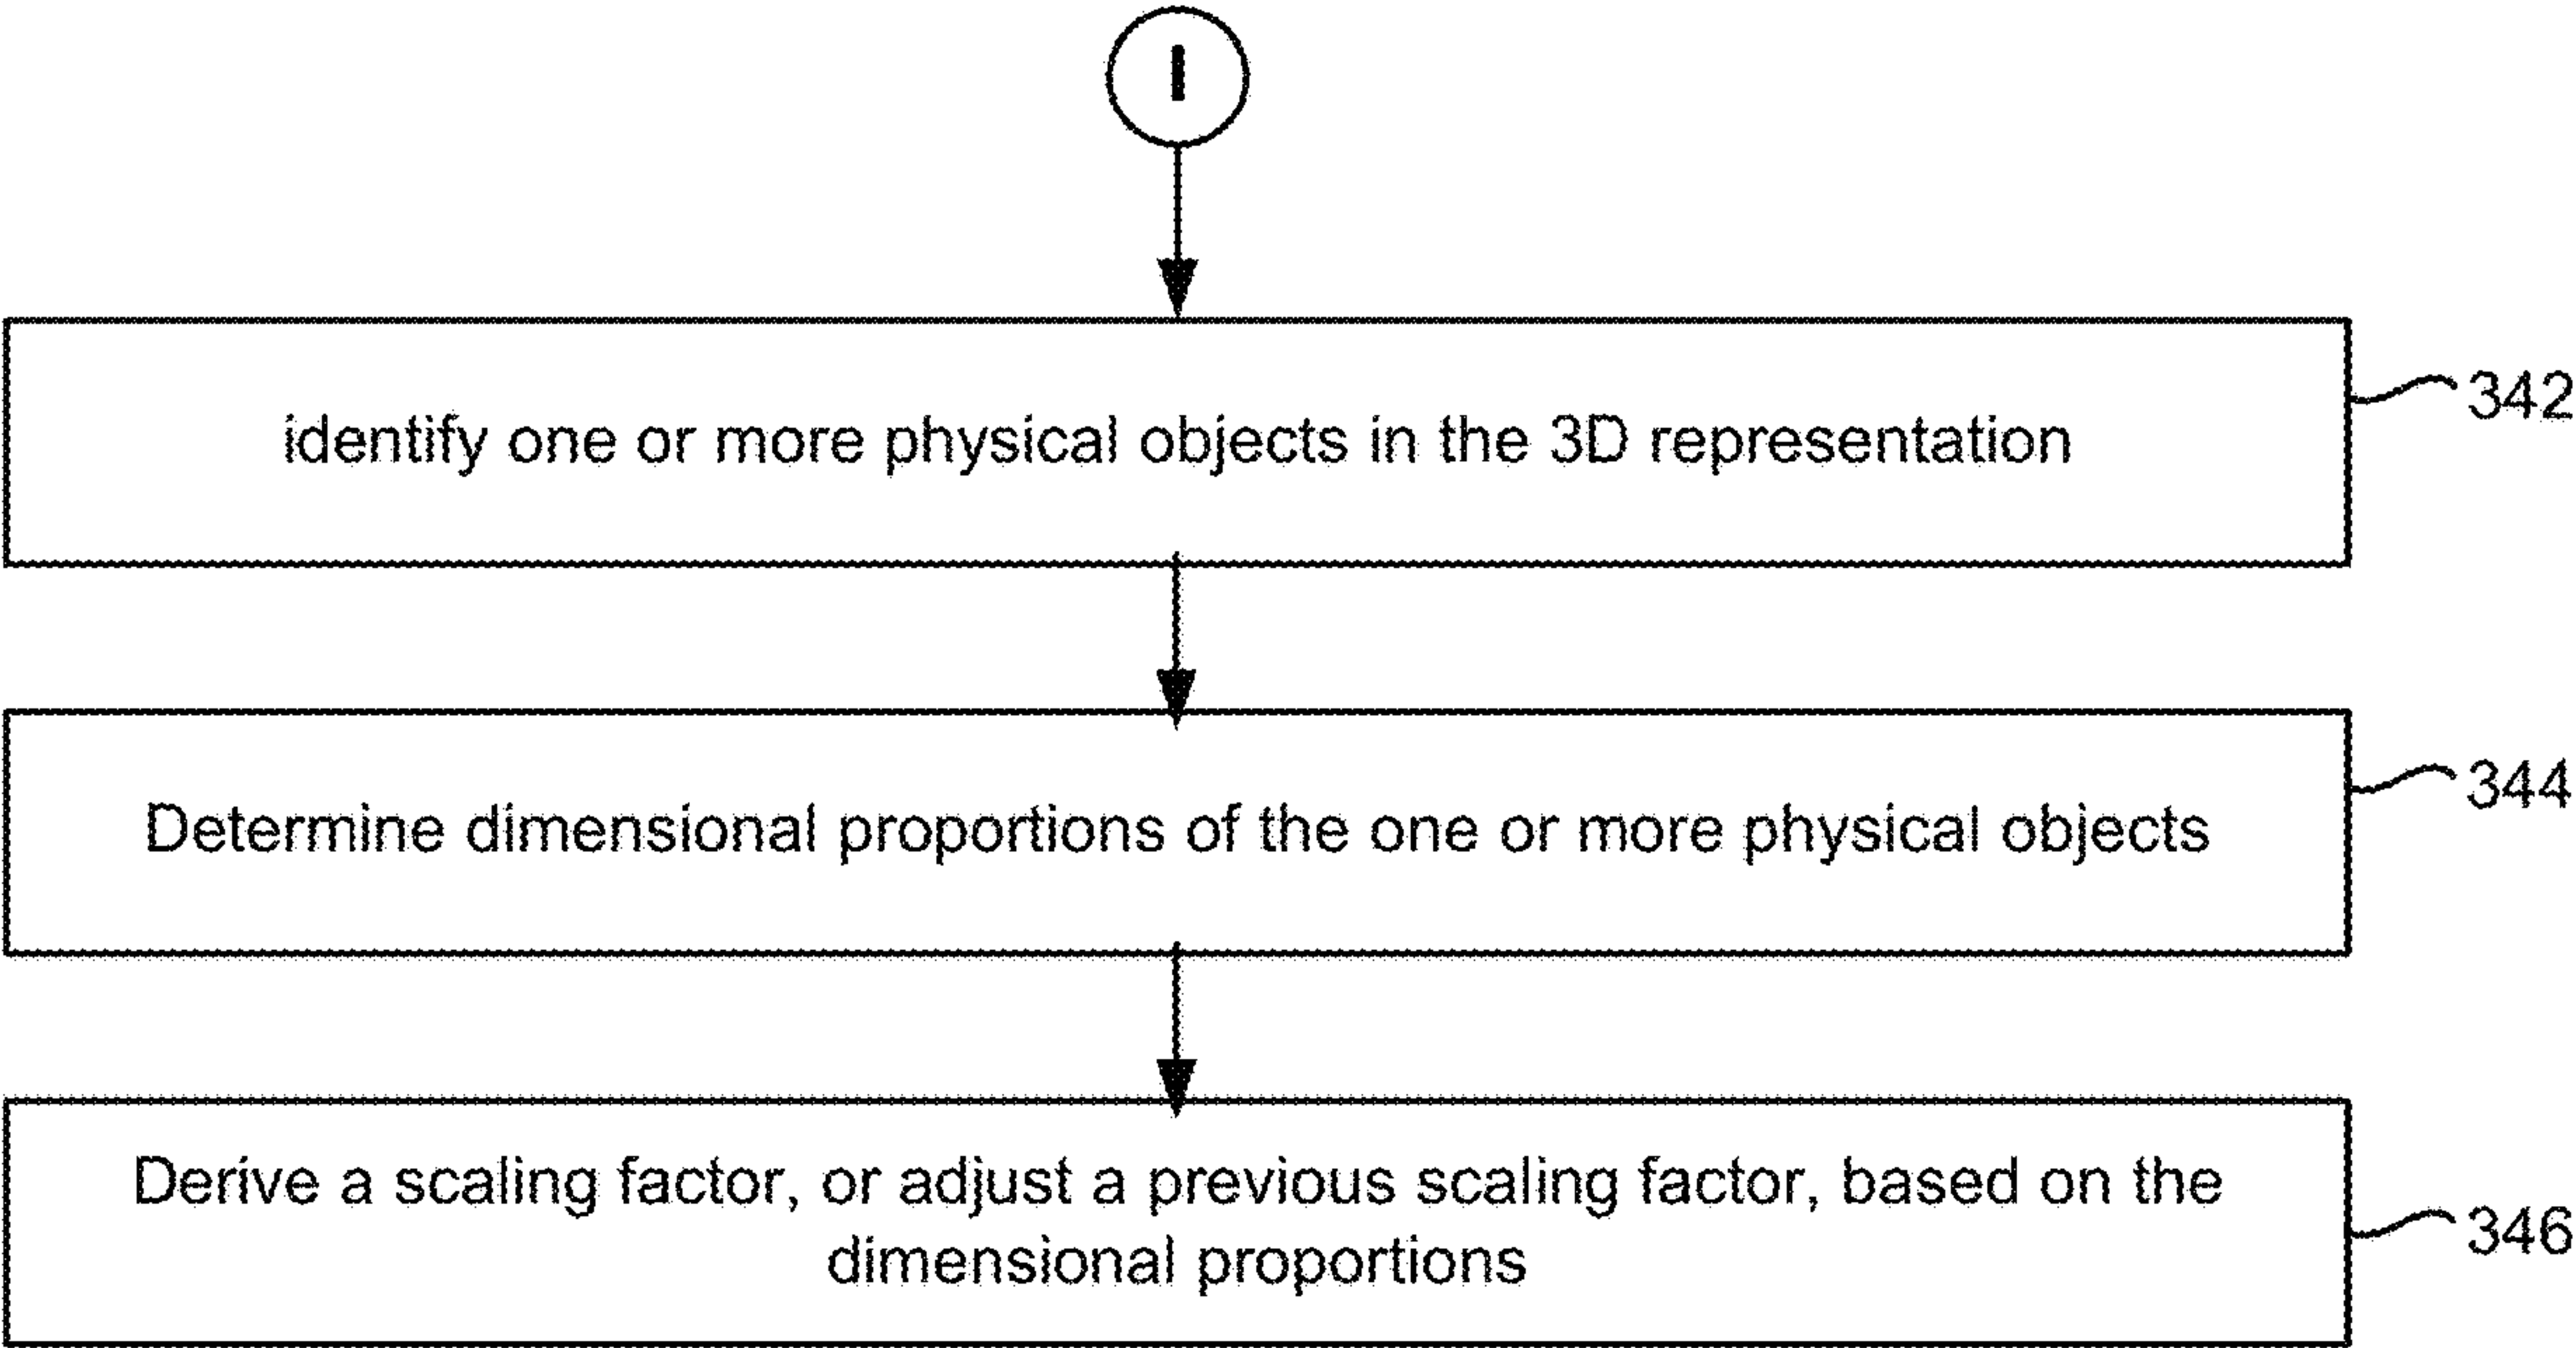 I
identify one or more physical objects in the 3D representation
342
Determine dimensional proportions of the one or more physical objects
344
Derive a scaling factor, or adjust a previous scaling factor, based on the
dimensional proportions
346